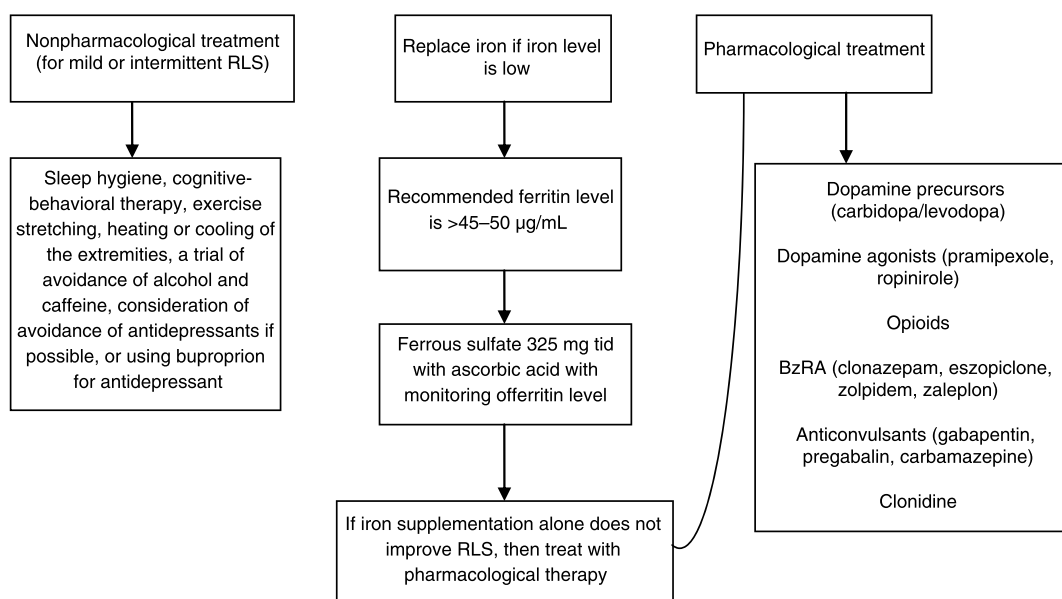 Nonpharmacological treatment
(for mild or intermittent RLS)
Sleep hygiene, cognitive-
behavioral therapy, exercise
stretching, heating or cooling of
the extremities, a trial of
avoidance of alcohol and
caffeine, consideration of
avoidance of antidepressants if
possible, or using buproprion
for antidepressant
Replace iron if iron level
is low
Recommended ferritin level
is >45–50 µg/mL
Ferrous sulfate 325 mg tid
with ascorbic acid with
monitoring offerritin level
If iron supplementation alone does not
improve RLS, then treat with
pharmacological therapy
Pharmacological treatment
Dopamine precursors
(carbidopa/levodopa)
Dopamine agonists (pramipexole,
ropinirole)
Opioids
BzRA (clonazepam, eszopiclone,
zolpidem, zaleplon)
Anticonvulsants (gabapentin,
pregabalin, carbamazepine)
Clonidine